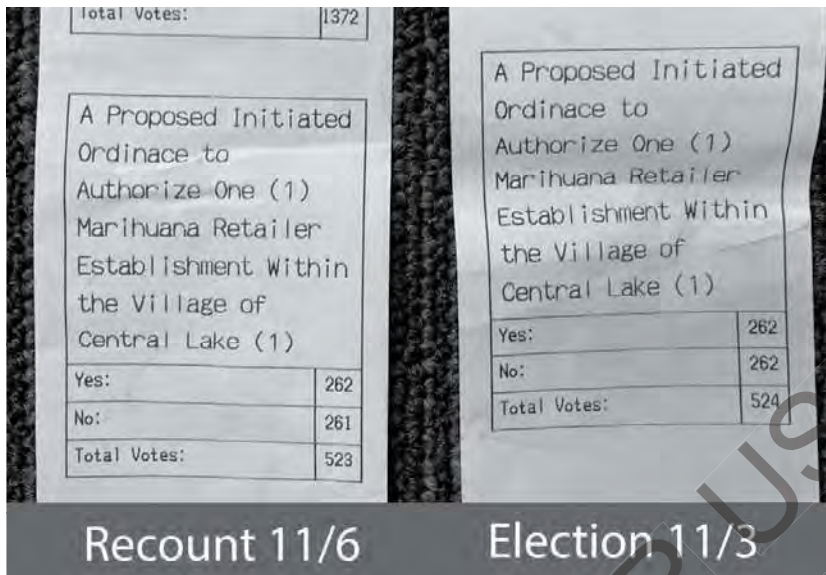 Total Votes: 1372
A Proposed Initiated
Ordinace to
Authorize One (1)
Marihuana Retailer
Establishment Within
the Village of
Central Lake (1)
Yes: 262
No: 261
Total Votes: 523
Recount 11/6
A Proposed Initiated
Ordinace to
Authorize One (1)
Marihuana Retailer
Establishment Within
the Village of
Central Lake (1)
Yes: 262
No: 262
Total Votes: 524
Election 11/3
US